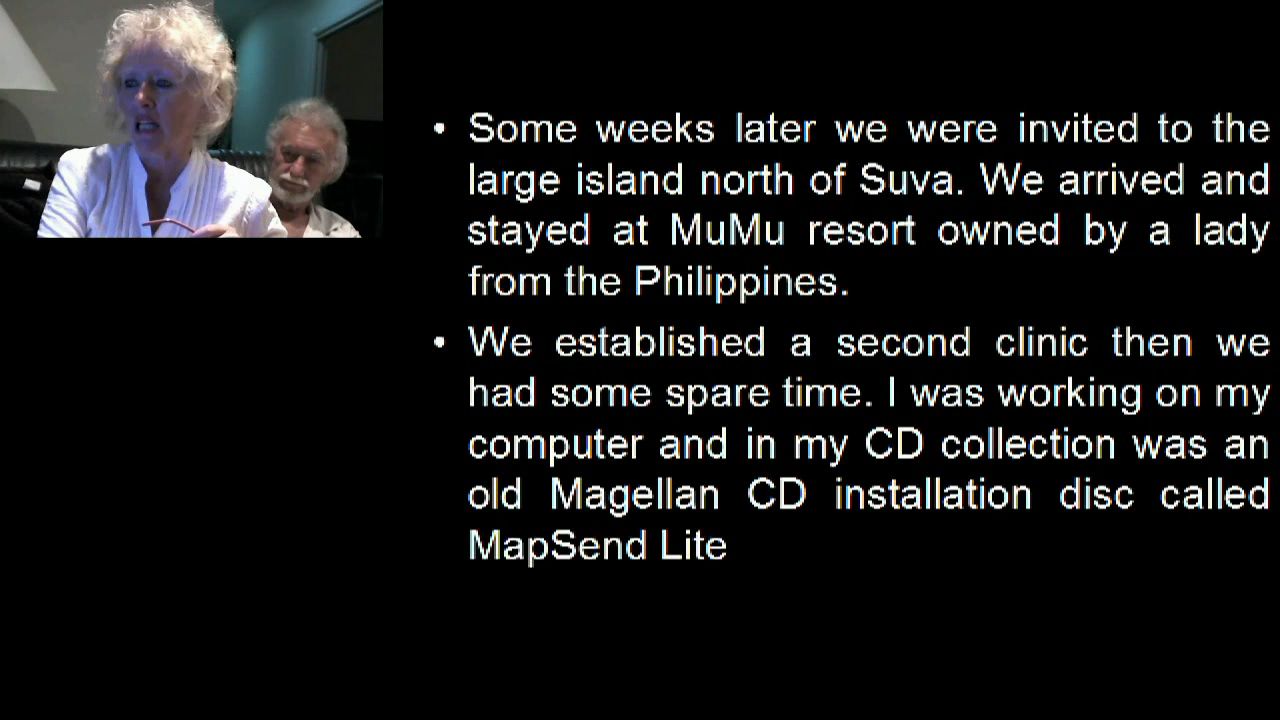 • Some weeks later we were invited to the
large island north of Suva. We arrived and
stayed at MuMu resort owned by a lady
from the Philippines.
• We established a second clinic then we
had some spare time. I was working on my
computer and in my CD collection was an
old Magellan CD installation disc called
MapSend Lite